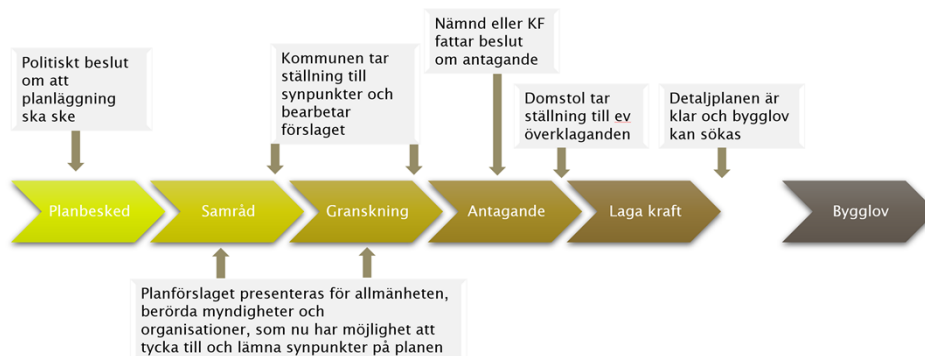 Politiskt beslut
om att
planläggning
ska ske
Kommunen tar
ställning till
synpunkter och
bearbetar
förslaget
Nämnd eller KF
fattar beslut
om antagande
Domstol tar
ställning till ev
överklaganden
Detaljplanen är
klar och bygglov
kan sökas
Planbesked
Samråd
Granskning
Antagande
Laga kraft
Bygglov
Planförslaget presenteras för allmänheten,
berörda myndigheter och
organisationer, som nu har möjlighet att
tycka till och lämna synpunkter på planen